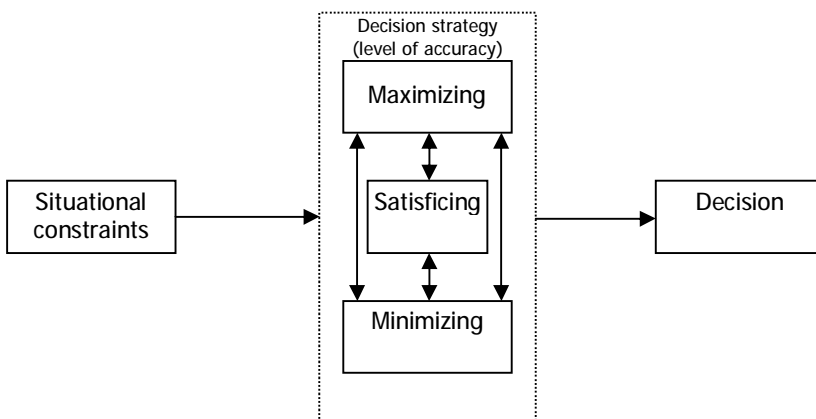 Decision strategy
(level of accuracy)
Maximizing
Situational
constraints
Satisficing
Decision
Minimizing